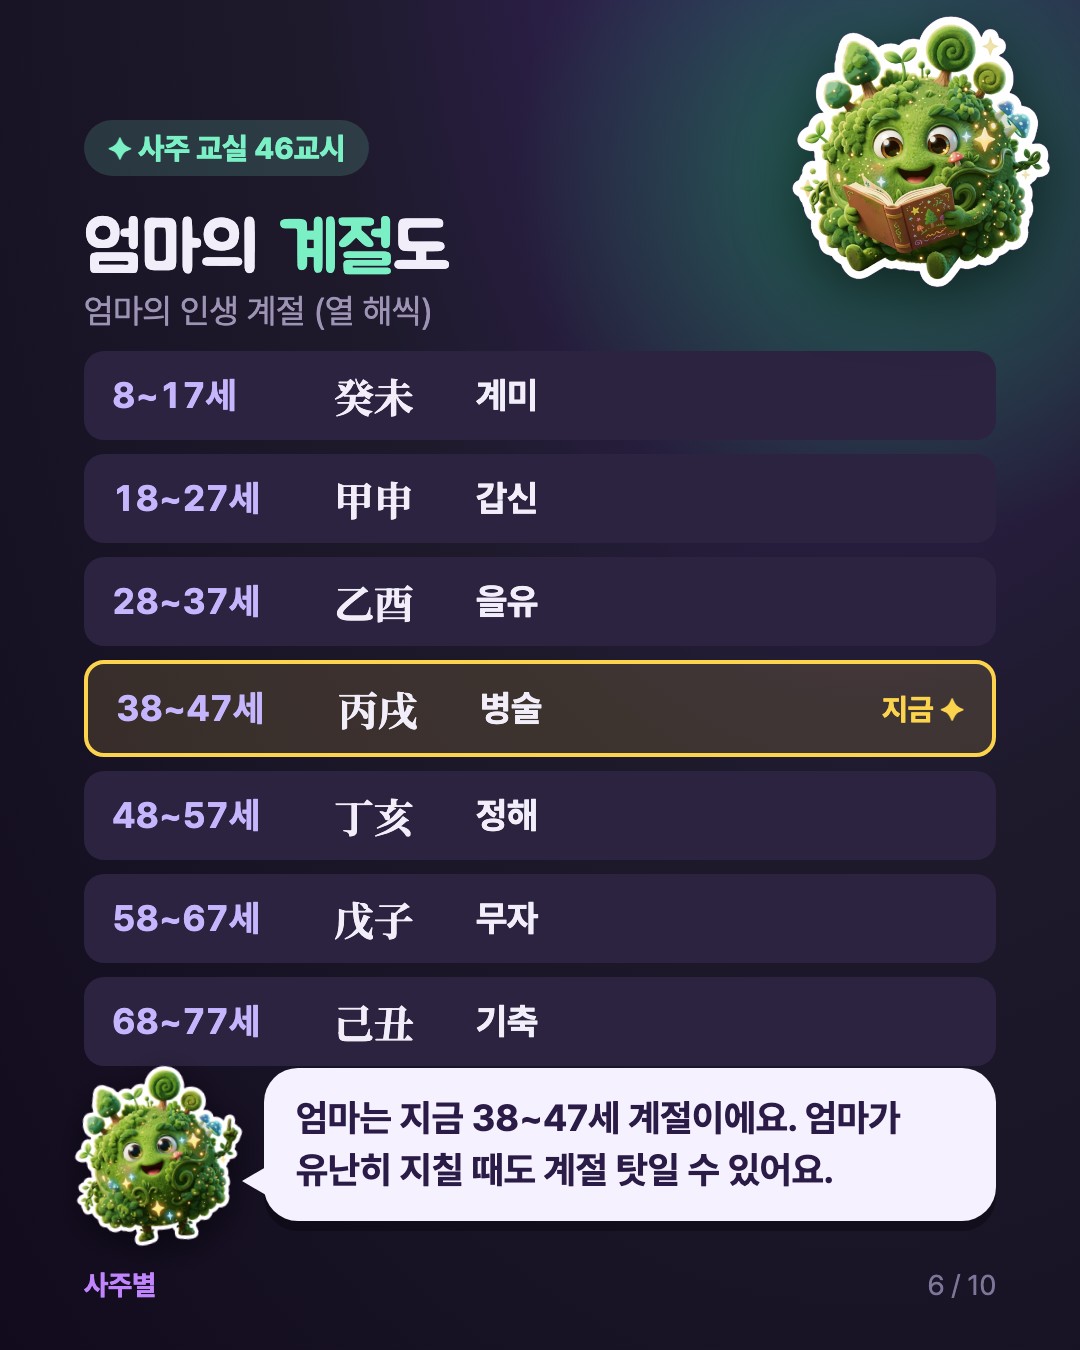 ✦ 사주 교실 46교시
엄마의 계절도
엄마의 인생 계절 (열 해씩)
8~17세 癸未 계미
18~27세 甲申 갑신
28~37세 乙酉 을유
38~47세 丙戌 병술 지금 ✦
48~57세 丁亥 정해
58~67세 戊子 무자
68~77세 己丑 기축
엄마는 지금 38~47세 계절이에요. 엄마가
유난히 지칠 때도 계절 탓일 수 있어요.
사주별
6 / 10